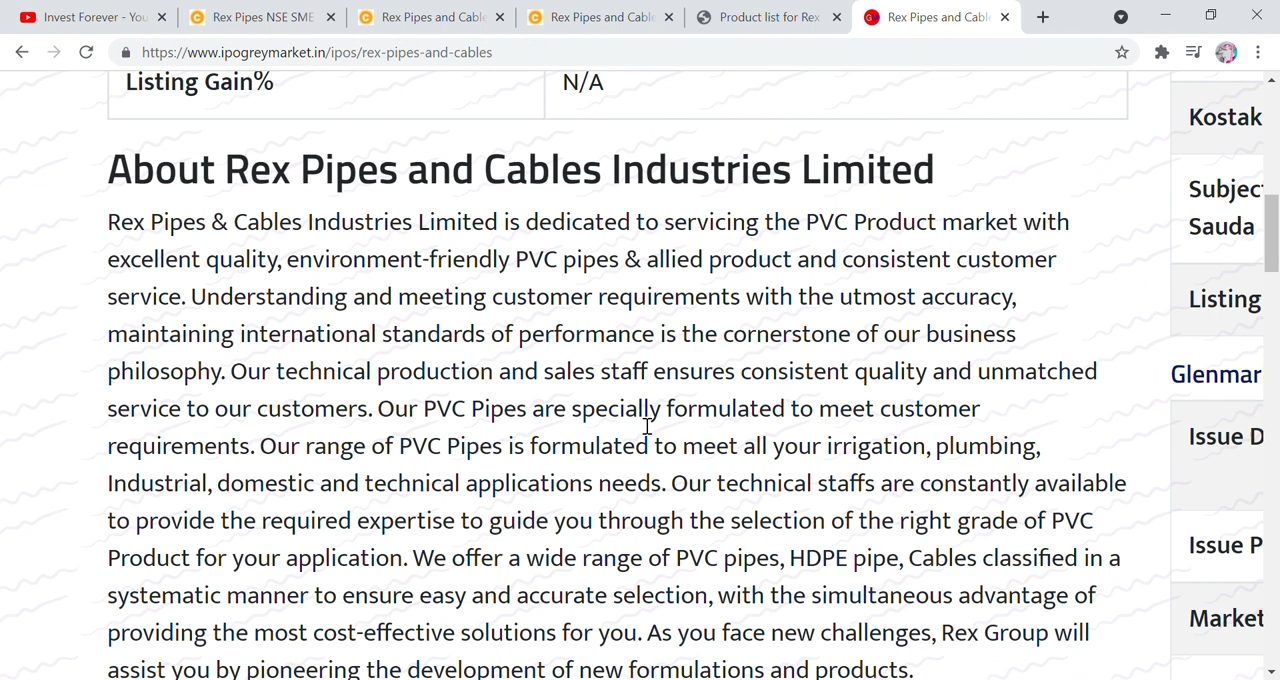 Invest Forever - You
Rex Pipes NSE SME
Rex Pipes and Cable
Rex Pipes and Cable
Product list for Rex
Rex Pipes and Cable
https://www.ipogreymarket.in/ipos/rex-pipes-and-cables
Listing Gain%
N/A
About Rex Pipes and Cables Industries Limited
Rex Pipes & Cables Industries Limited is dedicated to servicing the PVC Product market with
excellent quality, environment-friendly PVC pipes & allied product and consistent customer
service. Understanding and meeting customer requirements with the utmost accuracy,
maintaining international standards of performance is the cornerstone of our business
philosophy. Our technical production and sales staff ensures consistent quality and unmatched
service to our customers. Our PVC Pipes are specially formulated to meet customer
requirements. Our range of PVC Pipes is formulated to meet all your irrigation, plumbing,
Industrial, domestic and technical applications needs. Our technical staffs are constantly available
to provide the required expertise to guide you through the selection of the right grade of PVC
Product for your application. We offer a wide range of PVC pipes, HDPE pipe, Cables classified in a
systematic manner to ensure easy and accurate selection, with the simultaneous advantage of
providing the most cost-effective solutions for you. As you face new challenges, Rex Group will
assist you by pioneering the development of new formulations and products.
Kostak
Subject
Sauda
Listing
Glenmar
Issue D
Issue P
Market